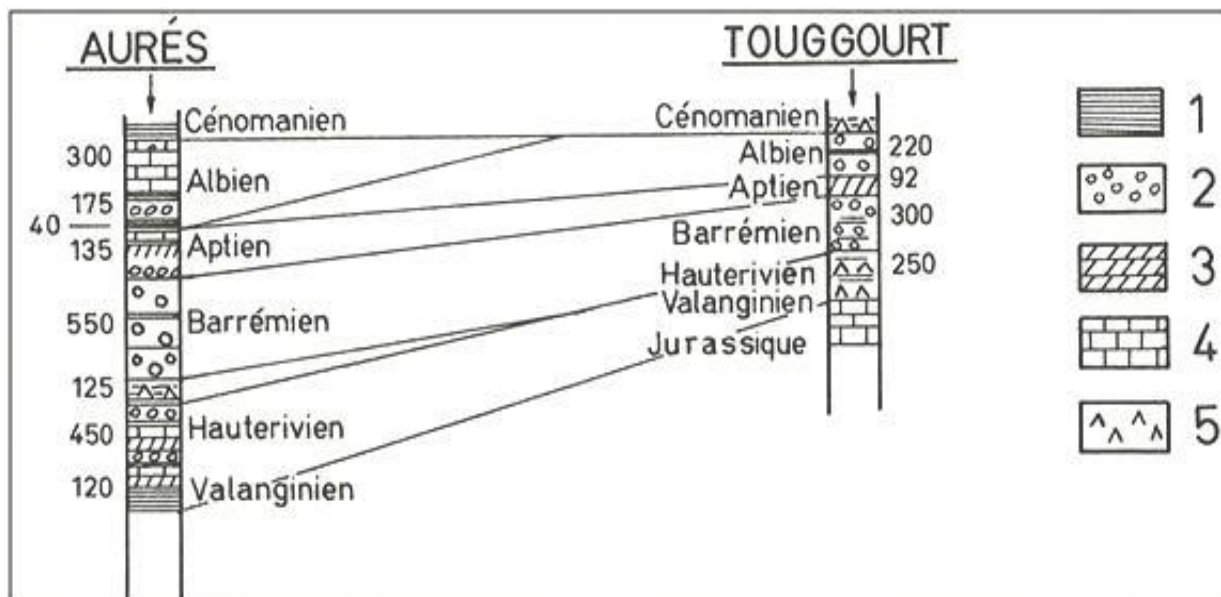 AURÉS
TOUGGOURT
Cénomanien
300
Albien
175
40
135
Aptien
550
Barrémien
125
450
Hauterivien
120
Valanginien
Cénomanien
220
Albien
92
Aptien
300
Barrémien
Hauterivien
250
Valanginien
Jurassique
1
2
3
4
5